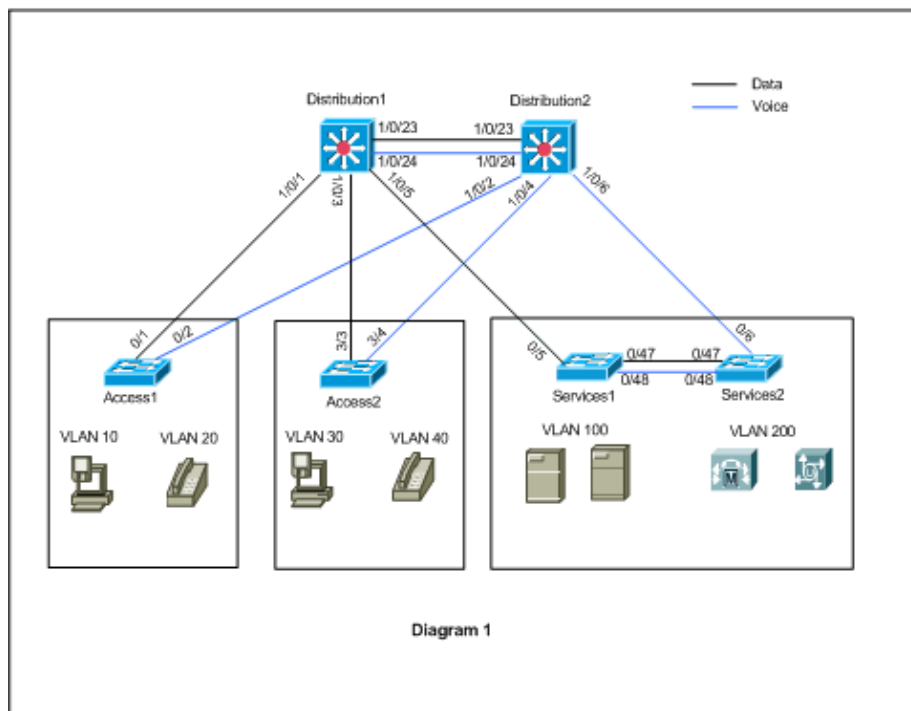 Distribution1
Distribution2
Data
Voice
1/0/23
1/0/23
1/0/24
1/0/24
1/0/1
1/0/3
1/0/5
1/0/2
1/0/4
1/0/6
0/1
0/2
3/3
3/4
0/5
0/6
0/47
0/47
0/48
0/48
Access1
Access2
Services1
Services2
VLAN 10
VLAN 20
VLAN 30
VLAN 40
VLAN 100
VLAN 200
M
U
Diagram 1